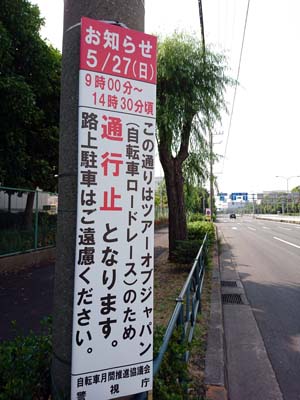 お知らせ
5/27(日)
9時00分~
14時30分頃
この通りはツアーオブジャパン
(自転車ロードレース)のため
通行止となります。
路上駐車はご遠慮ください。
自転車月間推進協議会
警視庁